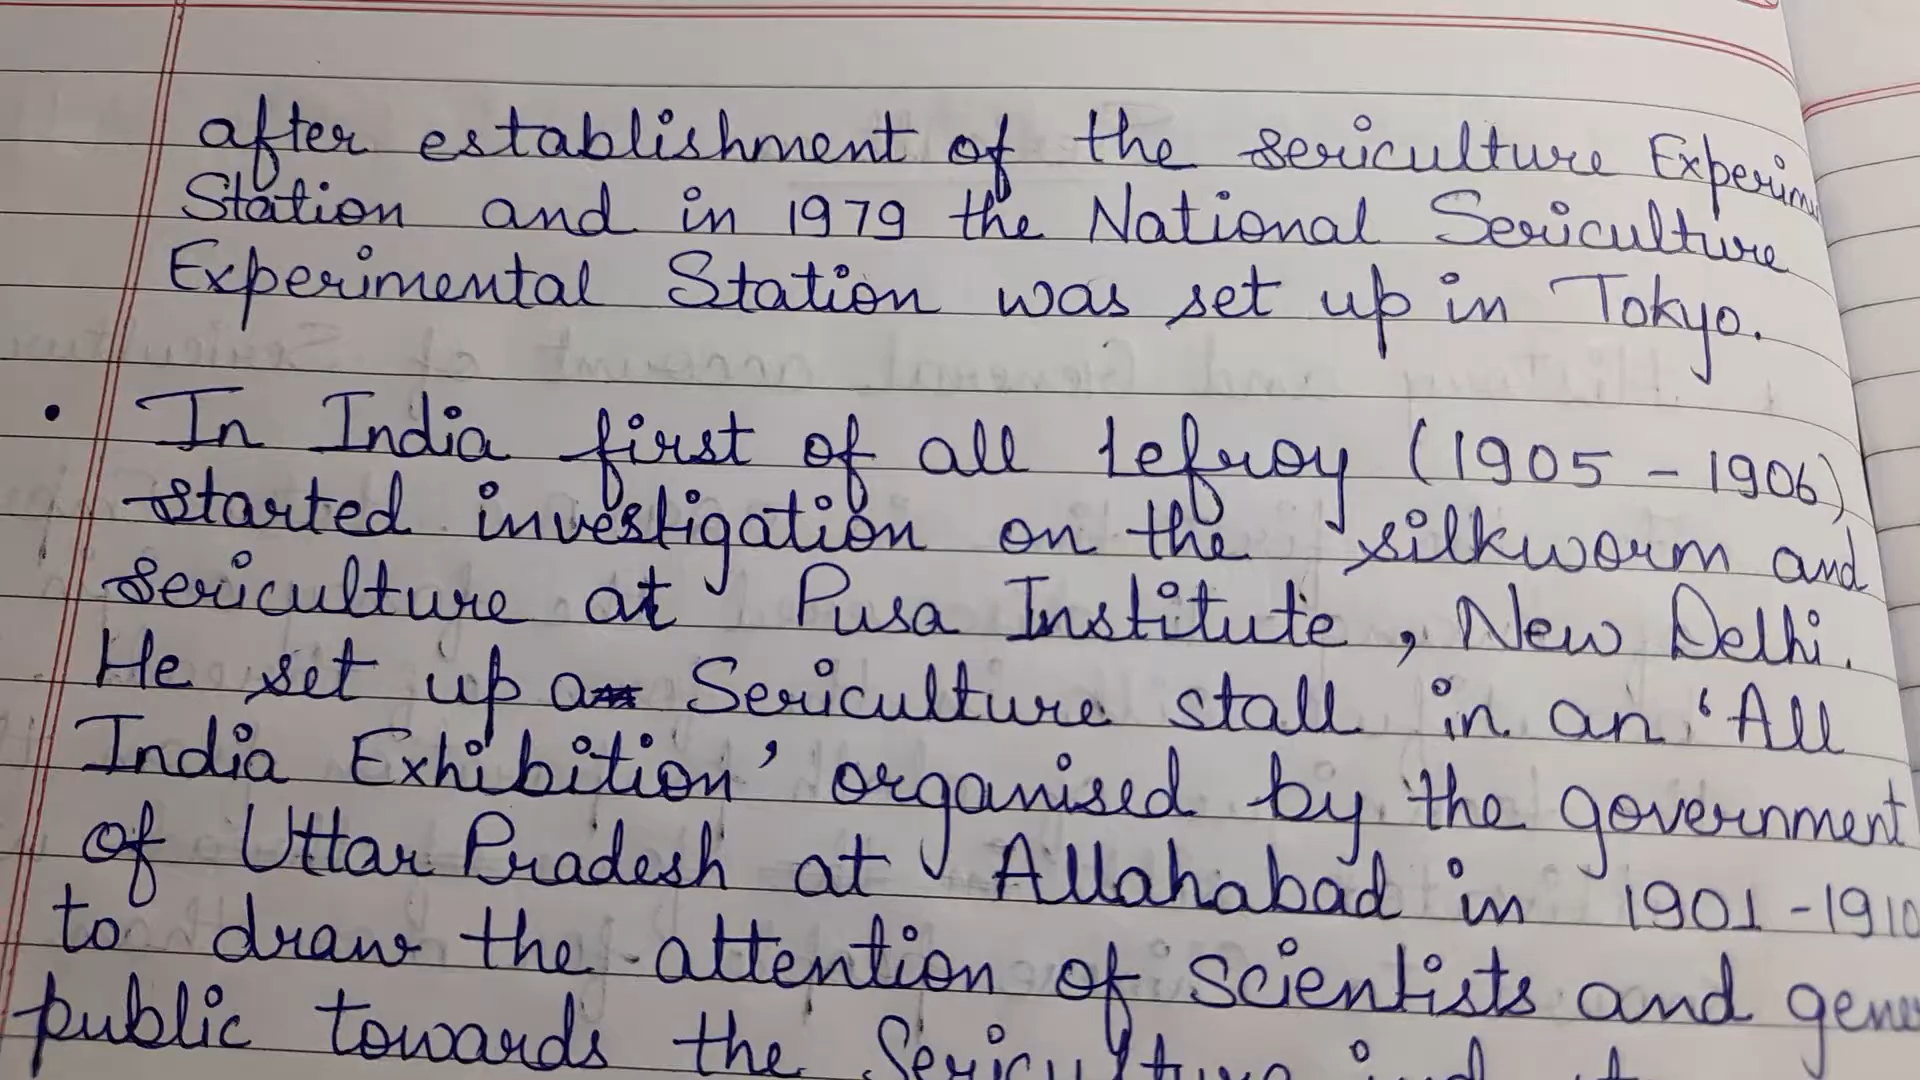 after establishment of the sericulture Experim
Station and in 1979 the National Sericulture
Experimental Station was set up in Tokyo.
• In India first of all lefroy (1905 - 1906)
started investigation on the silkworm and
sericulture at Pusa Institute, New Delhi.
He set up a Sericulture stall in an 'All
India Exhibition' organised by the government
of Uttar Pradesh at Allahabad in 1901-1910
to draw the attention of scientists and gene
public towards the Sericulture